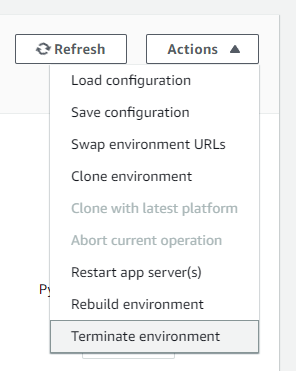 Refresh
Actions
Load configuration
Save configuration
Swap environment URLs
Clone environment
Clone with latest platform
Abort current operation
Restart app server(s)
Rebuild environment
Terminate environment